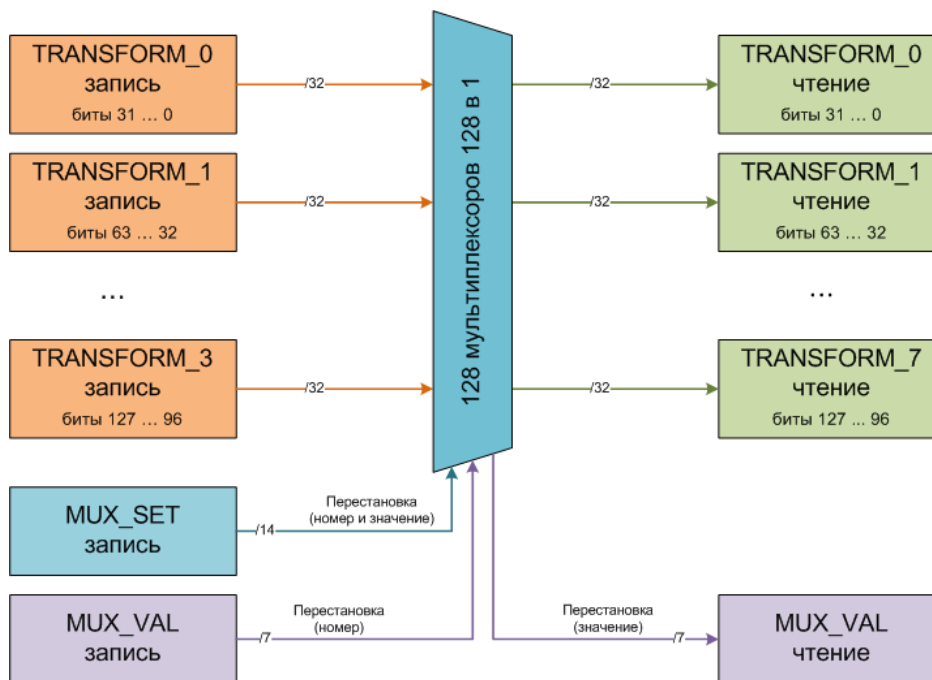 TRANSFORM_0
запись
биты 31 … 0
/32
/32
TRANSFORM_0
чтение
биты 31 … 0
TRANSFORM_1
запись
биты 63 … 32
/32
/32
TRANSFORM_1
чтение
биты 63 … 32
128 мультиплексоров 128 в 1
...
...
TRANSFORM_3
запись
биты 127 … 96
/32
/32
TRANSFORM_7
чтение
биты 127 ... 96
MUX_SET
запись
/14
Перестановка
(номер и значение)
MUX_VAL
запись
/7
Перестановка
(номер)
Перестановка
(значение)
/7
MUX_VAL
чтение